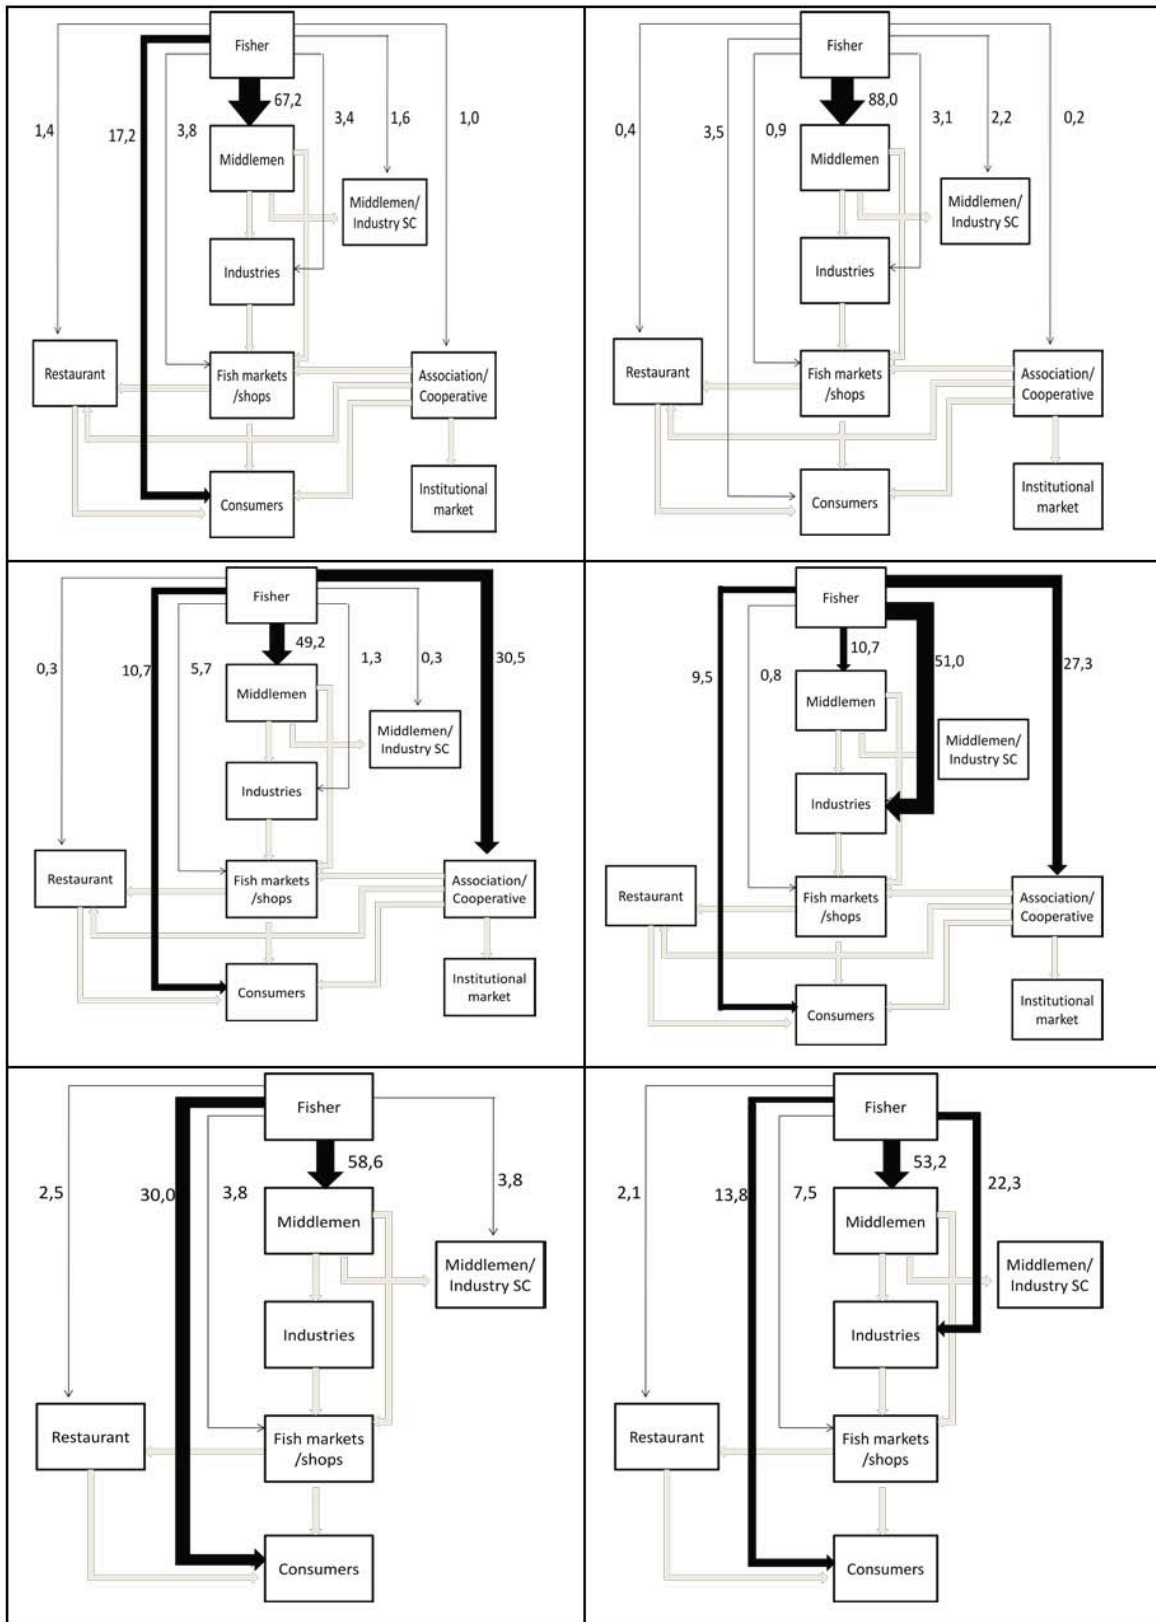 Fisher
67,2
1,4
17,2
3,8
3,4
1,6
1,0
Middlemen
Middlemen/
Industry SC
Industries
Restaurant
Fish markets
/shops
Association/
Cooperative
Consumers
Institutional
market
Fisher
88,0
0,4
3,5
0,9
3,1
2,2
0,2
Middlemen
Middlemen/
Industry SC
Industries
Restaurant
Fish markets
/shops
Association/
Cooperative
Consumers
Institutional
market
Fisher
49,2
0,3
10,7
5,7
1,3
0,3
30,5
Middlemen
Middlemen/
Industry SC
Industries
Restaurant
Fish markets
/shops
Association/
Cooperative
Consumers
Institutional
market
Fisher
10,7
9,5
0,8
51,0
27,3
Middlemen
Middlemen/
Industry SC
Industries
Restaurant
Fish markets
/shops
Association/
Cooperative
Consumers
Institutional
market
Fisher
58,6
2,5
30,0
3,8
3,8
Middlemen
Middlemen/
Industry SC
Industries
Restaurant
Fish markets
/shops
Consumers
Fisher
53,2
2,1
13,8
7,5
22,3
Middlemen
Middlemen/
Industry SC
Industries
Restaurant
Fish markets
/shops
Consumers